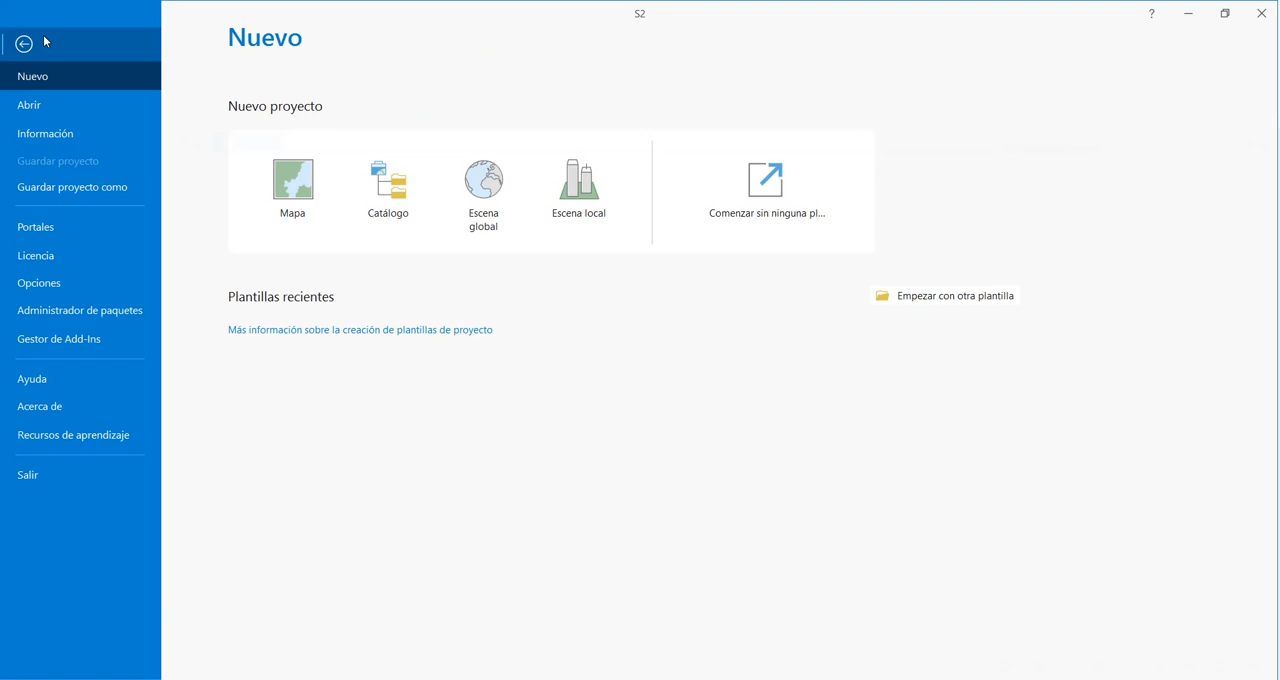 S2
?
Nuevo
Nuevo
Abrir
Información
Guardar proyecto
Guardar proyecto como
Portales
Licencia
Opciones
Administrador de paquetes
Gestor de Add-Ins
Ayuda
Acerca de
Recursos de aprendizaje
Salir
Nuevo proyecto
Mapa
Catálogo
Escena
global
Escena local
Comenzar sin ninguna pl...
Plantillas recientes
Empezar con otra plantilla
Más información sobre la creación de plantillas de proyecto